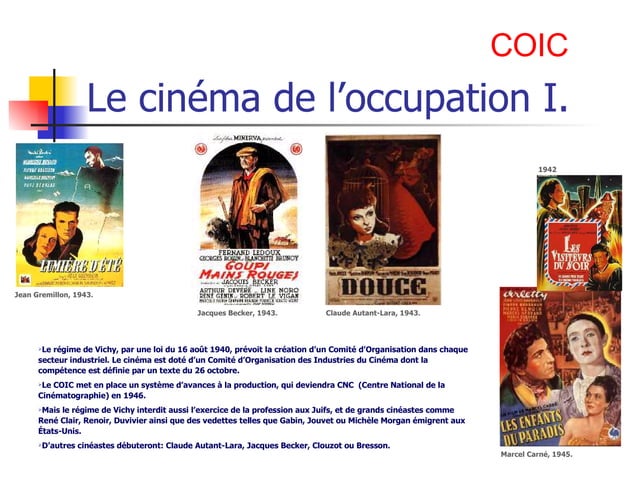 COIC
Le cinéma de l’occupation I.
1942
LUMIÈRE D'ÉTÉ
Jean Gremillon, 1943.
Les films MINERVA présentent
FERNAND LEDOUX
GEORGES ROLLIN, BLANCHETTE BRUNOY
GOUPI
MAINS ROUGES
JACQUES BECKER
ARTHUR DEVÈRE LINE NORO
RENÉ GENIN ROBERT LE VIGAN
Jacques Becker, 1943.
DOUCE
Claude Autant-Lara, 1943.
LES
VISITEURS
DU NOIR
Arletty
LES ENFANTS
DU PARADIS
Marcel Carné, 1945.
Le régime de Vichy, par une loi du 16 août 1940, prévoit la création d’un Comité d’Organisation dans chaque
secteur industriel. Le cinéma est doté d’un Comité d’Organisation des Industries du Cinéma dont la
compétence est définie par un texte du 26 octobre.
Le COIC met en place un système d’avances à la production, qui deviendra CNC (Centre National de la
Cinématographie) en 1946.
Mais le régime de Vichy interdit aussi l’exercice de la profession aux Juifs, et de grands cinéastes comme
René Clair, Renoir, Duvivier ainsi que des vedettes telles que Gabin, Jouvet ou Michèle Morgan émigrent aux
États-Unis.
D’autres cinéastes débuteront: Claude Autant-Lara, Jacques Becker, Clouzot ou Bresson.